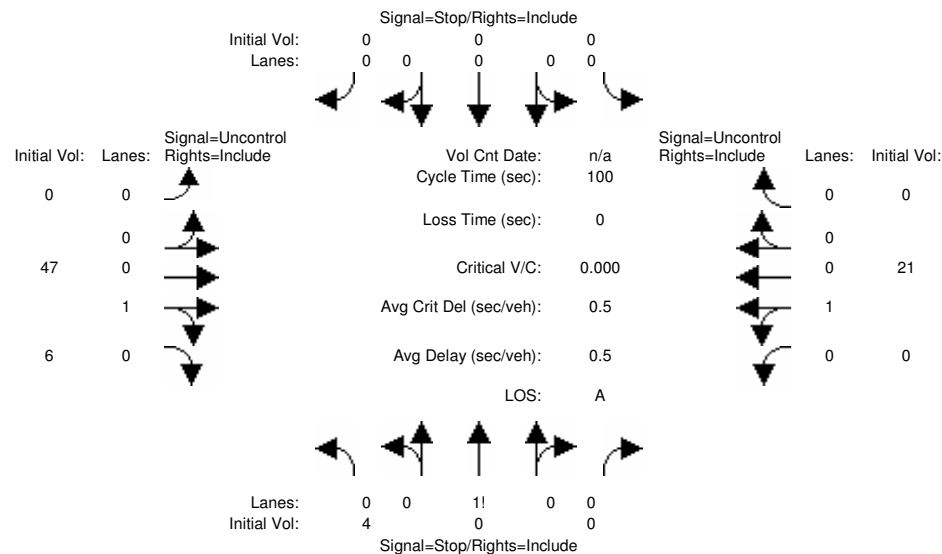 Signal=Stop/Rights=Include
Initial Vol: 0 0 0
Lanes: 0 0 0 0 0
Signal=Uncontrol Signal=Uncontrol
Initial Vol: Lanes: Rights=Include Vol Cnt Date: n/a Rights=Include Lanes: Initial Vol:
Cycle Time (sec): 100
0 0 0 0
Loss Time (sec): 0
0 0
47 0 Critical V/C: 0.000 0 21
1 Avg Crit Del (sec/veh): 0.5 1
6 0 Avg Delay (sec/veh): 0.5 0 0
LOS: A
Lanes: 0 0 1! 0 0
Initial Vol: 4 0 0
Signal=Stop/Rights=Include